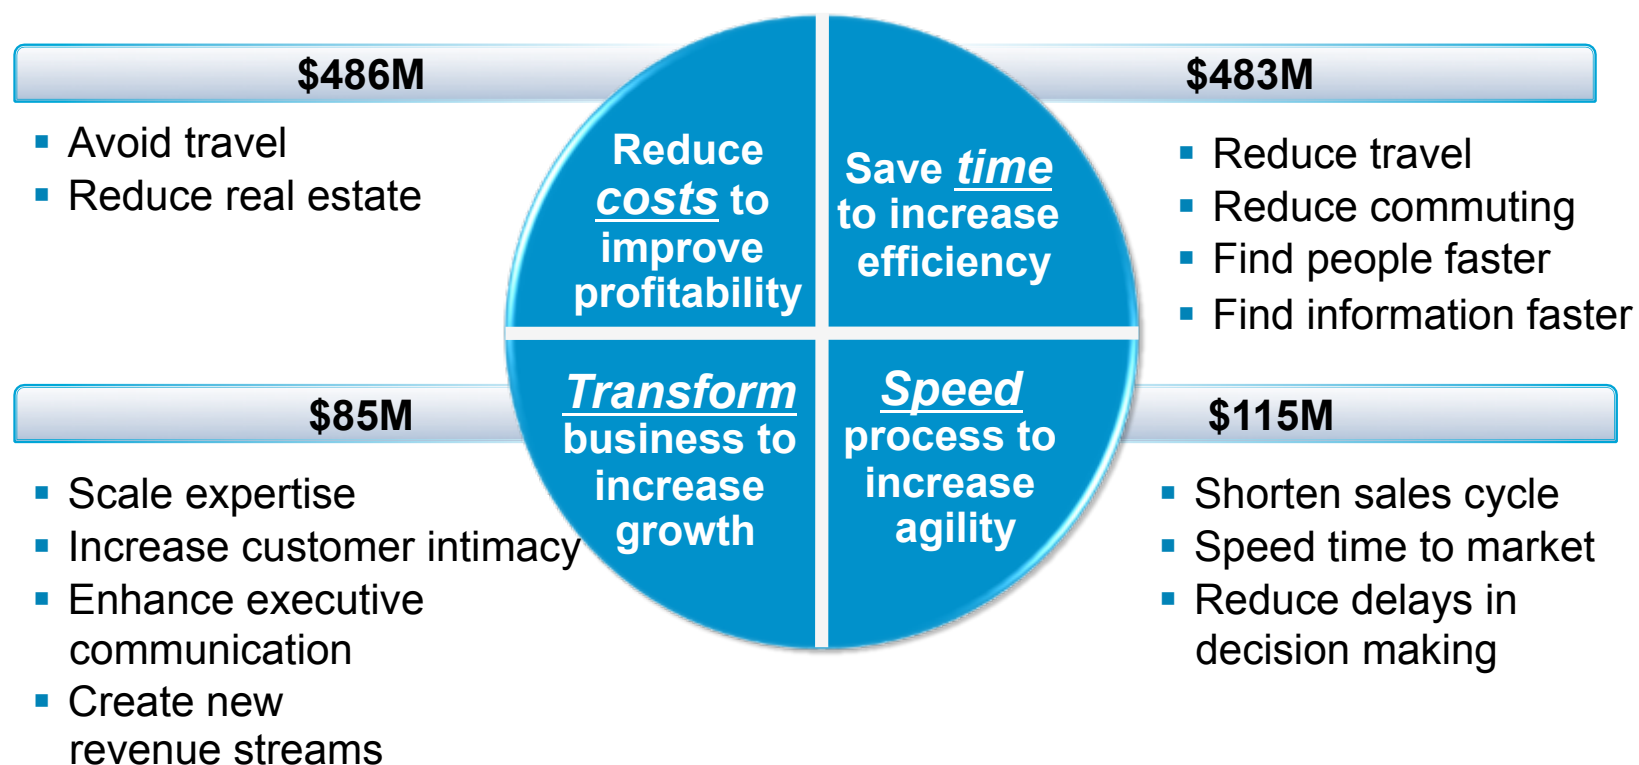 $486M
▪ Avoid travel
▪ Reduce real estate
Reduce
costs to
improve
profitability
Save time
to increase
efficiency
$483M
▪ Reduce travel
▪ Reduce commuting
▪ Find people faster
▪ Find information faster
$85M
▪ Scale expertise
▪ Increase customer intimacy
▪ Enhance executive
communication
▪ Create new
revenue streams
Transform
business to
increase
growth
Speed
process to
increase
agility
$115M
▪ Shorten sales cycle
▪ Speed time to market
▪ Reduce delays in
decision making